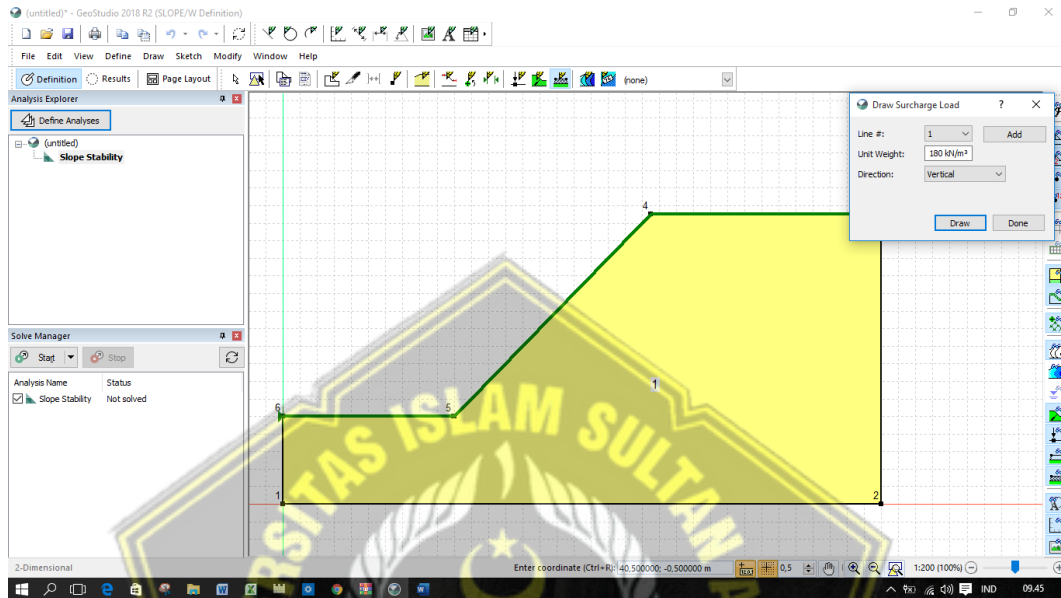 (untitled)* - GeoStudio 2018 R2 (SLOPE/W Definition)
File Edit View Define Draw Sketch Modify Window Help
Definition Results Page Layout (none)
Analysis Explorer
Define Analyses
(untitled)
Slope Stability
Draw Surcharge Load ?
Line #: 1 Add
Unit Weight: 180 kN/m³
Direction: Vertical
Draw Done
4
Solve Manager
Start Stop
Analysis Name Status
Slope Stability Not solved
1
6 5
1 2
RSITAS ISLAM SULTAN A
2-Dimensional Enter coordinate (Ctrl+R): 40,500000; -0,500000 m 0,5 1:200 (100%)
IND 09.45